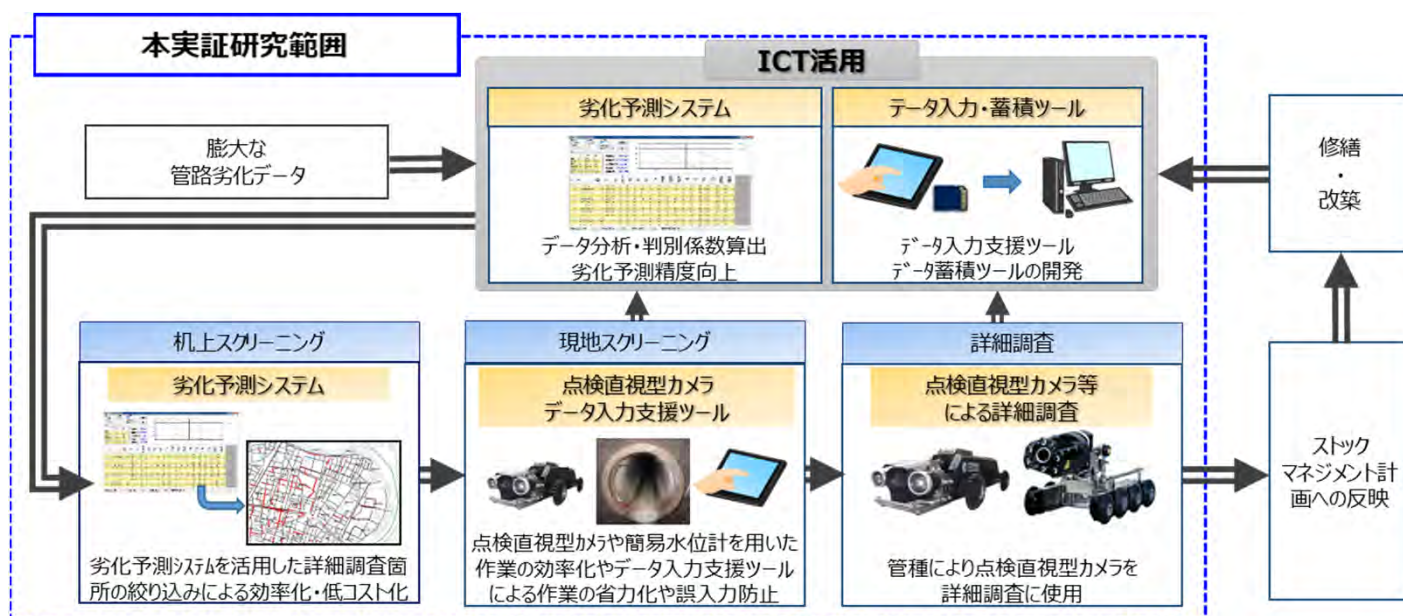 本実証研究範囲
ICT活用
膨大な
管路劣化データ
劣化予測システム
データ分析・判別係数算出
劣化予測精度向上
データ入力・蓄積ツール
データ入力支援ツール
データ蓄積ツールの開発
修繕
・
改築
机上スクリーニング
劣化予測システム
劣化予測システムを活用した詳細調査箇
所の絞り込みによる効率化・低コスト化
現地スクリーニング
点検直視型カメラ
データ入力支援ツール
点検直視型カメラや簡易水位計を用いた
作業の効率化やデータ入力支援ツール
による作業の省力化や誤入力防止
詳細調査
点検直視型カメラ等
による詳細調査
管種により点検直視型カメラを
詳細調査に使用
ストック
マネジメント計
画への反映